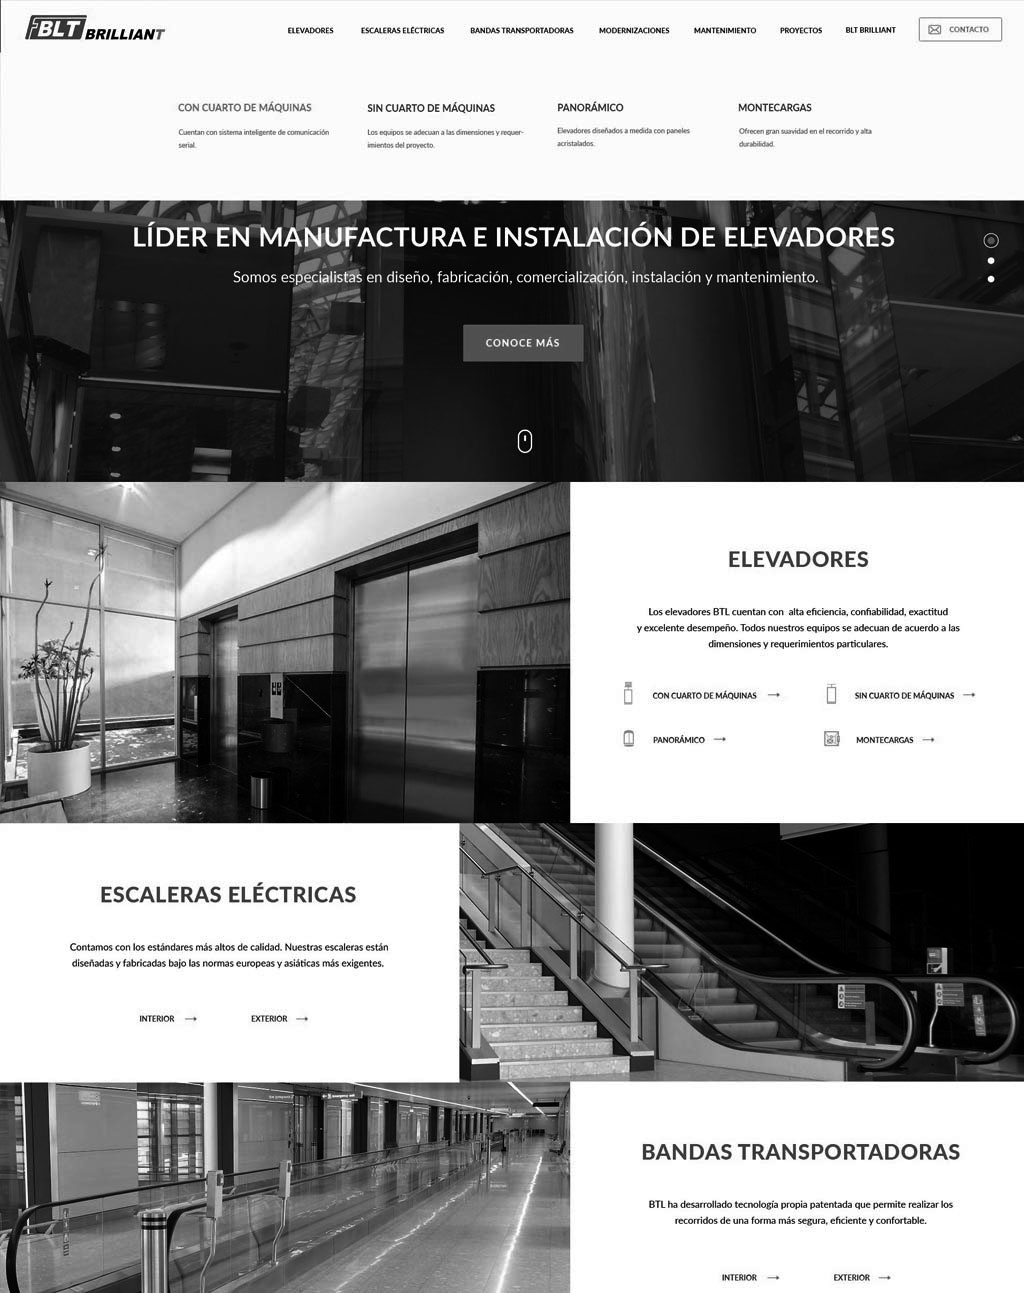 BLT BRILLIANT
ELEVADORES
ESCALERAS ELÉCTRICAS
BANDAS TRANSPORTADORAS
MODERNIZACIONES
MANTENIMIENTO
PROYECTOS
BLT BRILLIANT
CONTACTO
CON CUARTO DE MÁQUINAS
Cuentan con sistema inteligente de comunicación
serial.
SIN CUARTO DE MÁQUINAS
Los equipos se adecuan a las dimensiones y requer-
imientos del proyecto.
PANORÁMICO
Elevadores diseñados a medida con paneles
acristalados.
MONTECARGAS
Ofrecen gran suavidad en el recorrido y alta
durabilidad.
LÍDER EN MANUFACTURA E INSTALACIÓN DE ELEVADORES
Somos especialistas en diseño, fabricación, comercialización, instalación y mantenimiento.
CONOCE MÁS
ELEVADORES
Los elevadores BTL cuentan con alta eficiencia, confiabilidad, exactitud
y excelente desempeño. Todos nuestros equipos se adecuan de acuerdo a las
dimensiones y requerimientos particulares.
CON CUARTO DE MÁQUINAS
SIN CUARTO DE MÁQUINAS
PANORÁMICO
MONTECARGAS
ESCALERAS ELÉCTRICAS
Contamos con los estándares más altos de calidad. Nuestras escaleras están
diseñadas y fabricadas bajo las normas europeas y asiáticas más exigentes.
INTERIOR
EXTERIOR
BANDAS TRANSPORTADORAS
BTL ha desarrollado tecnología propia patentada que permite realizar los
recorridos de una forma más segura, eficiente y confortable.
INTERIOR
EXTERIOR